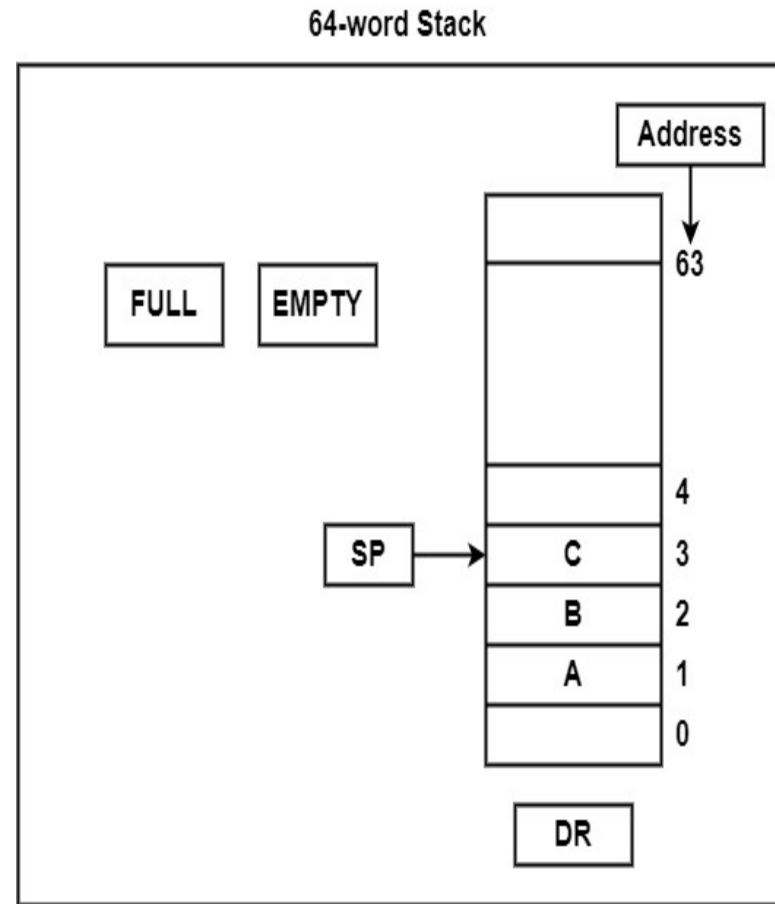 64-word Stack
Address
63
FULL EMPTY
4
SP C 3
B 2
A 1
0
DR